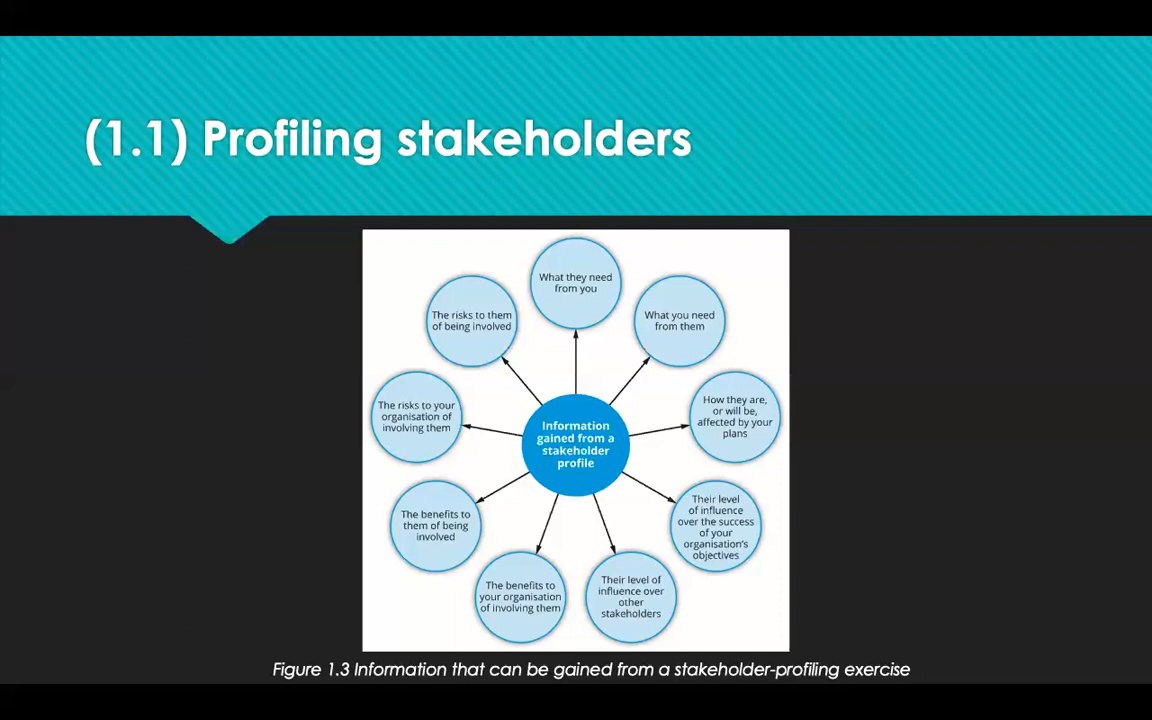 (1.1) Profiling stakeholders
What they need
from you
What you need
from them
How they are,
or will be,
affected by your
plans
Their level
of influence
over the success
of your
organisation's
objectives
Their level of
influence over
other
stakeholders
The benefits to
your organisation
of involving them
The benefits to
them of being
involved
The risks to your
organisation of
involving them
The risks to them
of being involved
Information
gained from a
stakeholder
profile
Figure 1.3 Information that can be gained from a stakeholder-profiling exercise